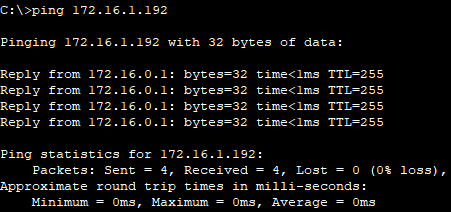 C:\>ping 172.16.1.192
Pinging 172.16.1.192 with 32 bytes of data:
Reply from 172.16.0.1: bytes=32 time<1ms TTL=255
Reply from 172.16.0.1: bytes=32 time<1ms TTL=255
Reply from 172.16.0.1: bytes=32 time<1ms TTL=255
Reply from 172.16.0.1: bytes=32 time<1ms TTL=255
Ping statistics for 172.16.1.192:
    Packets: Sent = 4, Received = 4, Lost = 0 (0% loss),
Approximate round trip times in milli-seconds:
    Minimum = 0ms, Maximum = 0ms, Average = 0ms